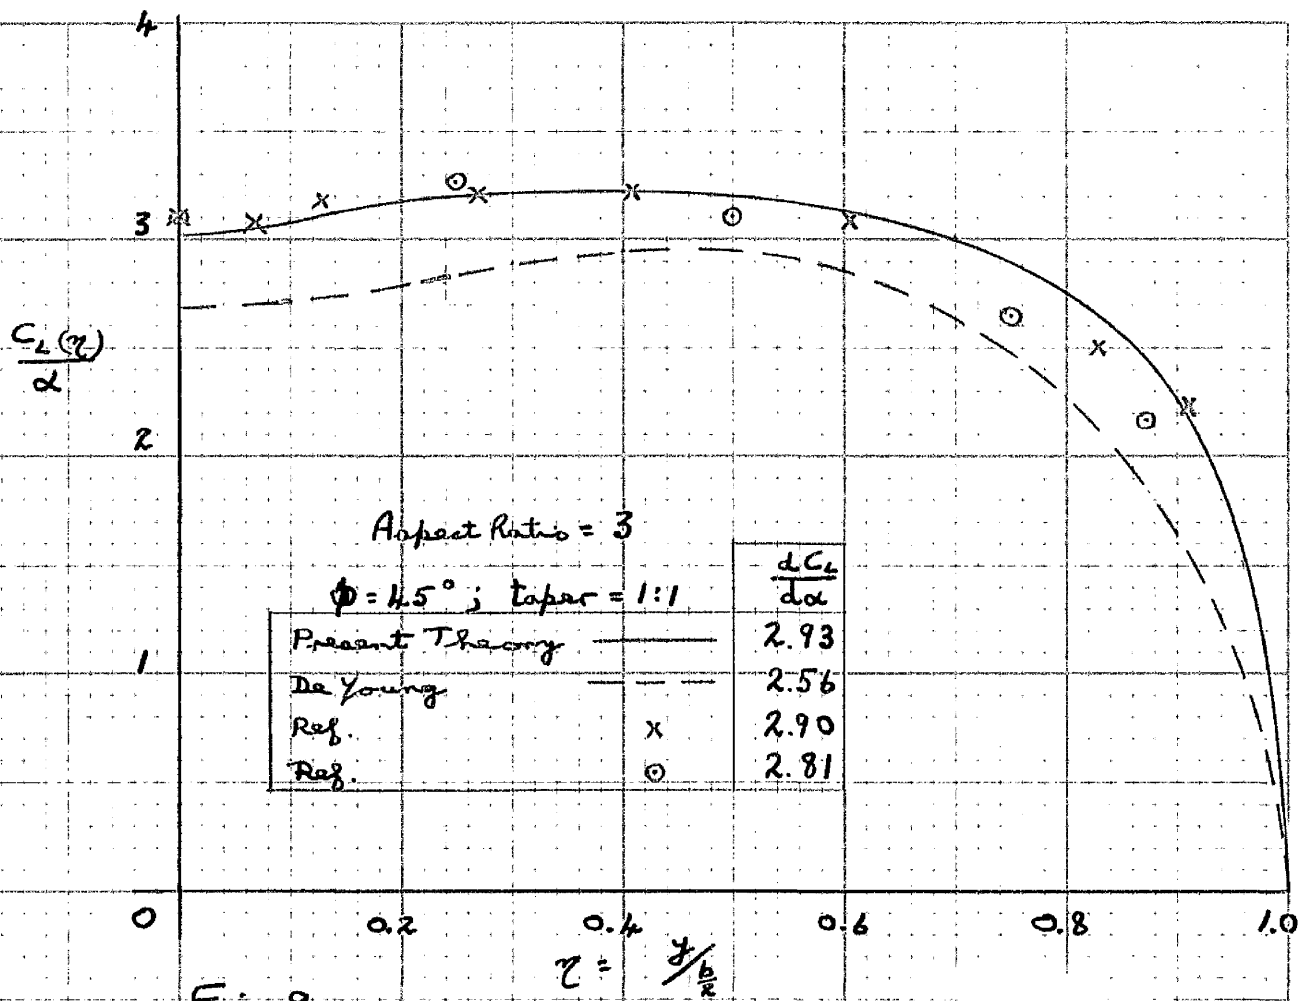 4
3
C_L(η)
α
2
Aspect Ratio = 3
dC_L
dα
ϕ = 45° ; taper = 1:1
Present Theory 2.93
1
De Young 2.56
Ref. x 2.90
Ref. ⊙ 2.81
0 0.2 0.4 0.6 0.8 1.0
η = y/
b
2